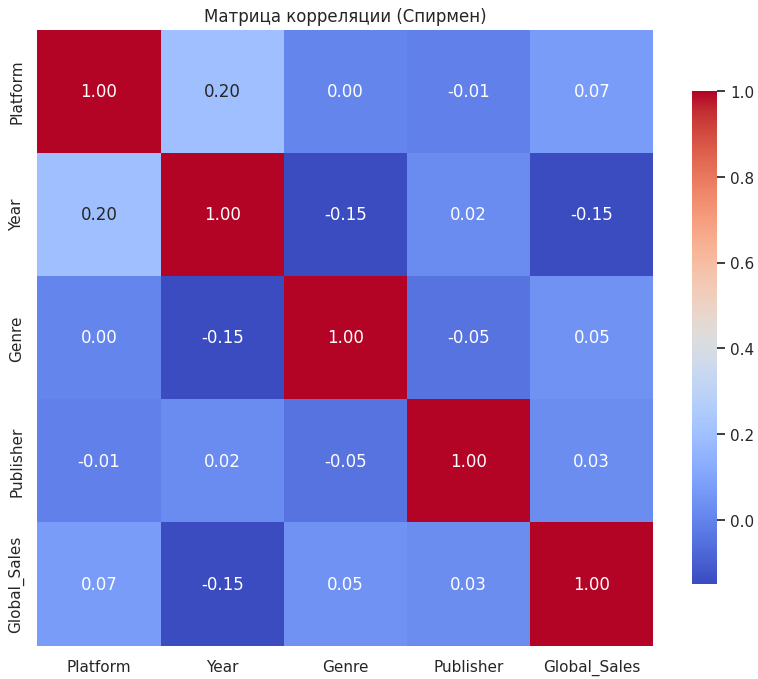 Матрица корреляции (Спирмен)
Platform 1.00 0.20 0.00 -0.01 0.07
Year 0.20 1.00 -0.15 0.02 -0.15
Genre 0.00 -0.15 1.00 -0.05 0.05
Publisher -0.01 0.02 -0.05 1.00 0.03
Global_Sales 0.07 -0.15 0.05 0.03 1.00
Platform Year Genre Publisher Global_Sales
1.0
0.8
0.6
0.4
0.2
0.0